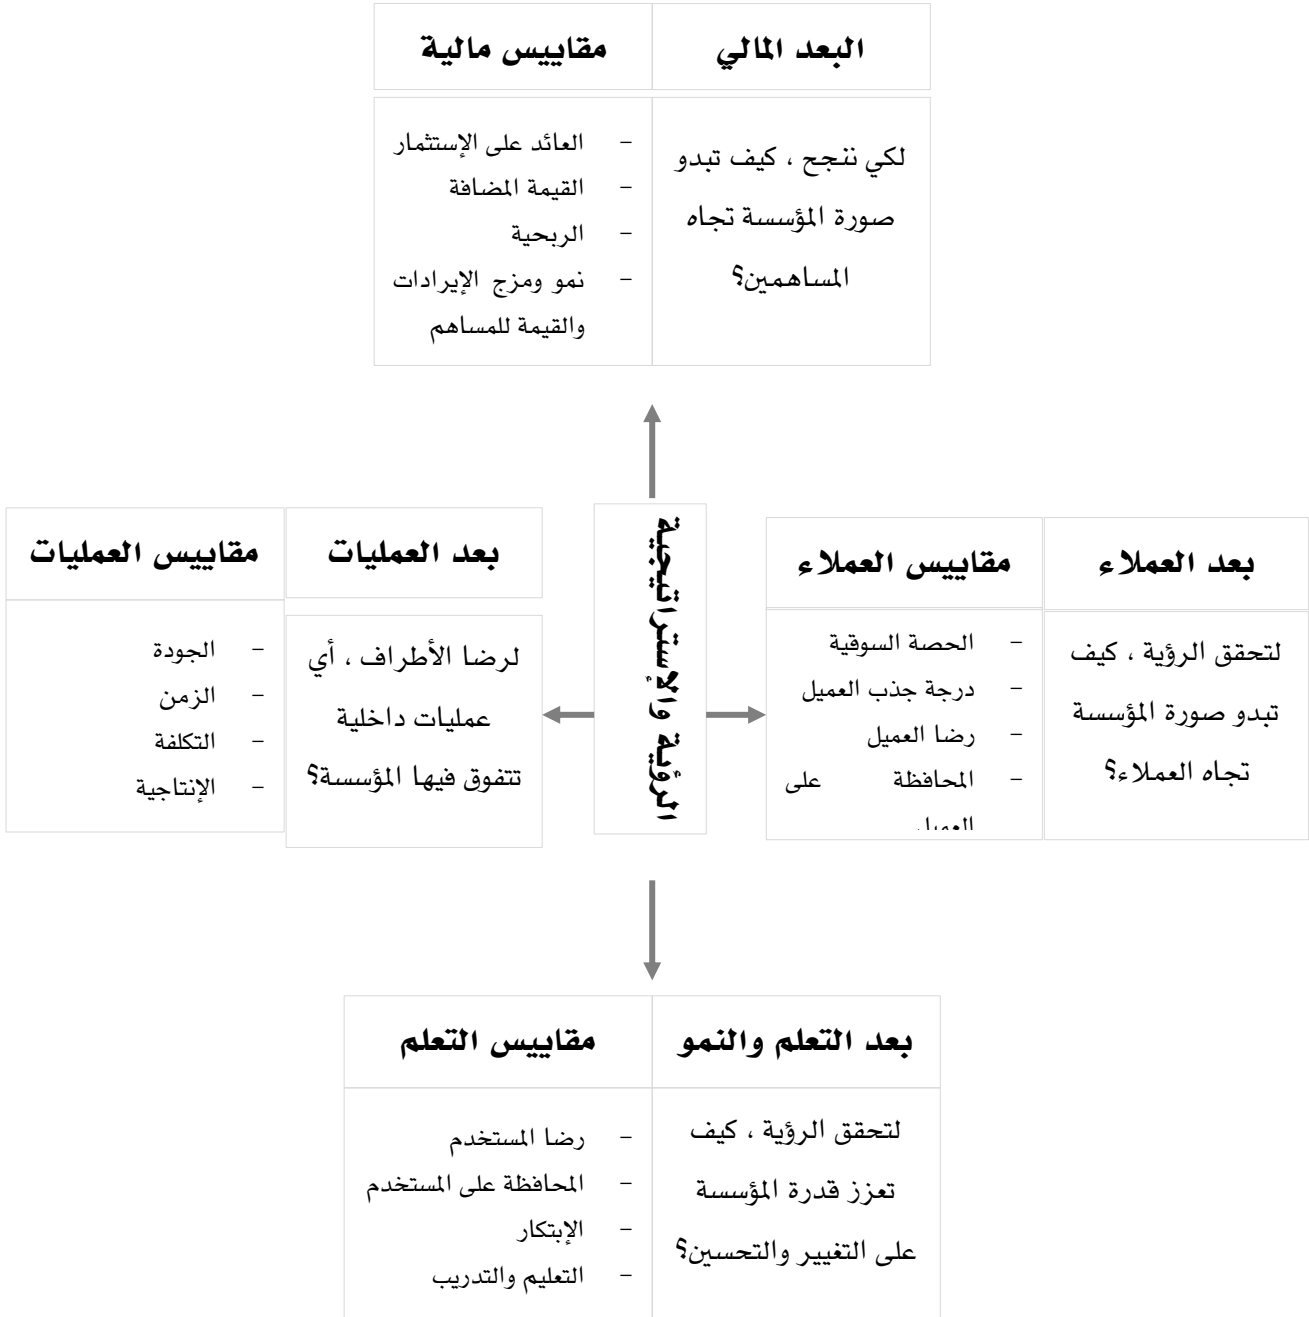 البعد المالي
مقاييس مالية
لكي ننجح ، كيف تبدو
صورة المؤسسة تجاه
المساهمين؟
- العائد على الإستثمار
- القيمة المضافة
- الربحية
- نمو ومزج الإيرادات
والقيمة للمساهم
بعد العملاء
مقاييس العملاء
لتحقق الرؤية ، كيف
تبدو صورة المؤسسة
تجاه العملاء؟
- الحصة السوقية
- درجة جذب العميل
- رضا العميل
- المحافظة على
العميل
الرؤية والإستراتيجية
بعد العمليات
مقاييس العمليات
لرضا الأطراف ، أي
عمليات داخلية
تتفوق فيها المؤسسة؟
- الجودة
- الزمن
- التكلفة
- الإنتاجية
بعد التعلم والنمو
مقاييس التعلم
لتحقق الرؤية ، كيف
تعزز قدرة المؤسسة
على التغيير والتحسين؟
- رضا المستخدم
- المحافظة على المستخدم
- الإبتكار
- التعليم والتدريب